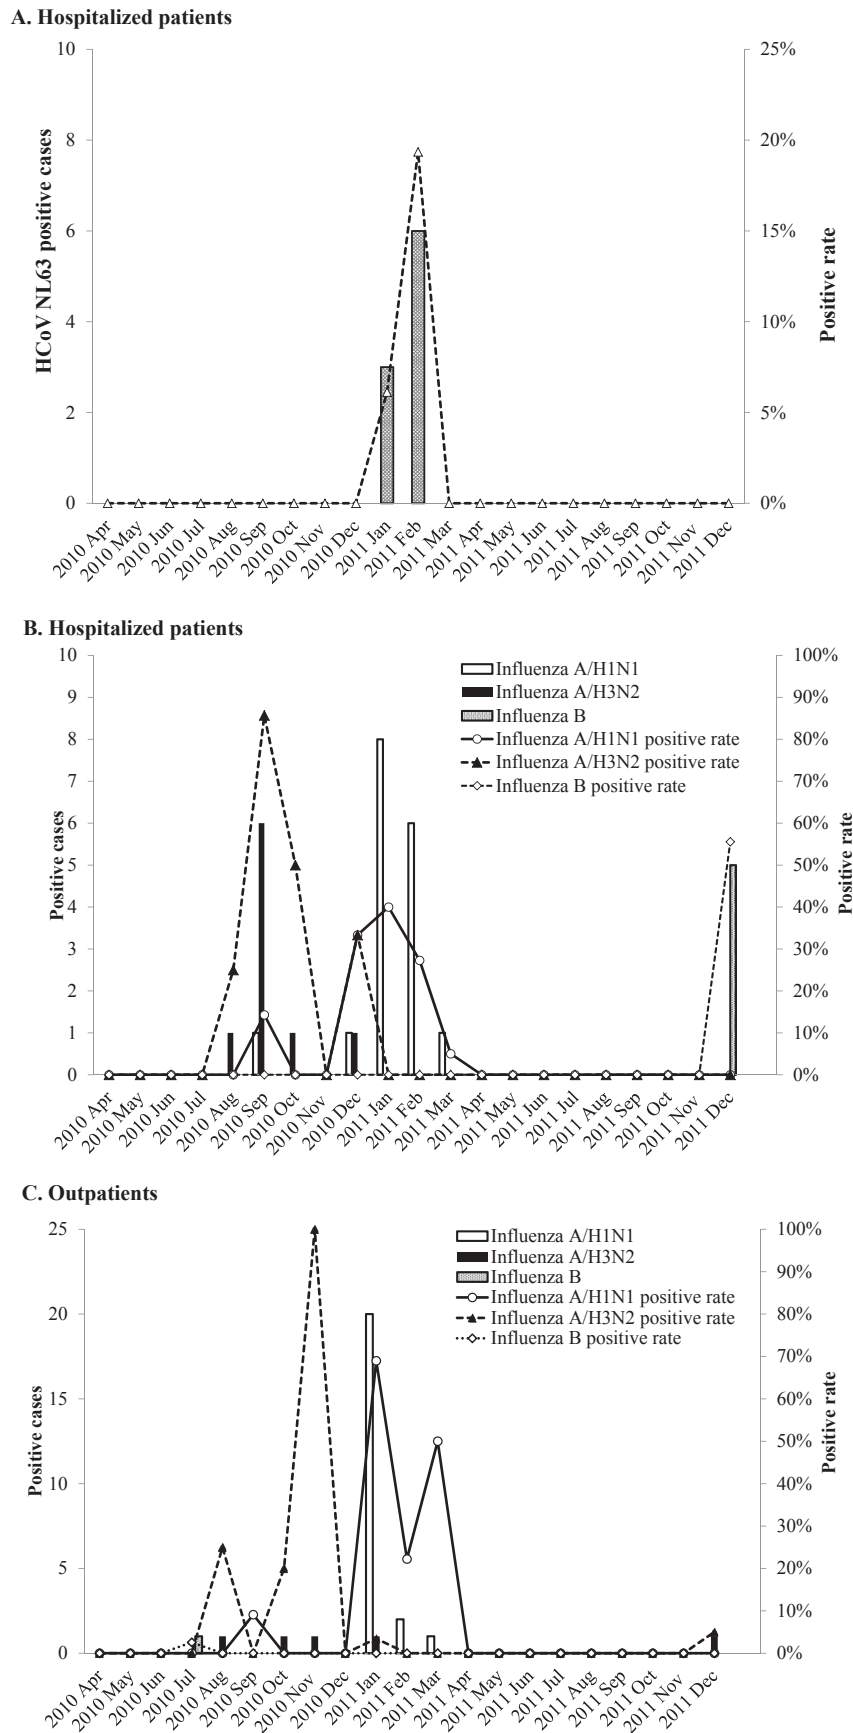 A. Hospitalized patients
HCoV NL63 positive cases
10
8
6
4
2
0
25%
20%
15%
10%
5%
0%
Positive rate
2010 Apr
2010 May
2010 Jun
2010 Jul
2010 Aug
2010 Sep
2010 Oct
2010 Nov
2010 Dec
2011 Jan
2011 Feb
2011 Mar
2011 Apr
2011 May
2011 Jun
2011 Jul
2011 Aug
2011 Sep
2011 Oct
2011 Nov
2011 Dec
B. Hospitalized patients
Positive cases
10
9
8
7
6
5
4
3
2
1
0
Influenza A/H1N1
Influenza A/H3N2
Influenza B
Influenza A/H1N1 positive rate
Influenza A/H3N2 positive rate
Influenza B positive rate
100%
90%
80%
70%
60%
50%
40%
30%
20%
10%
0%
Positive rate
2010 Apr
2010 May
2010 Jun
2010 Jul
2010 Aug
2010 Sep
2010 Oct
2010 Nov
2010 Dec
2011 Jan
2011 Feb
2011 Mar
2011 Apr
2011 May
2011 Jun
2011 Jul
2011 Aug
2011 Sep
2011 Oct
2011 Nov
2011 Dec
C. Outpatients
Positive cases
25
20
15
10
5
0
Influenza A/H1N1
Influenza A/H3N2
Influenza B
Influenza A/H1N1 positive rate
Influenza A/H3N2 positive rate
Influenza B positive rate
100%
90%
80%
70%
60%
50%
40%
30%
20%
10%
0%
Positive rate
2010 Apr
2010 May
2010 Jun
2010 Jul
2010 Aug
2010 Sep
2010 Oct
2010 Nov
2010 Dec
2011 Jan
2011 Feb
2011 Mar
2011 Apr
2011 May
2011 Jun
2011 Jul
2011 Aug
2011 Sep
2011 Oct
2011 Nov
2011 Dec